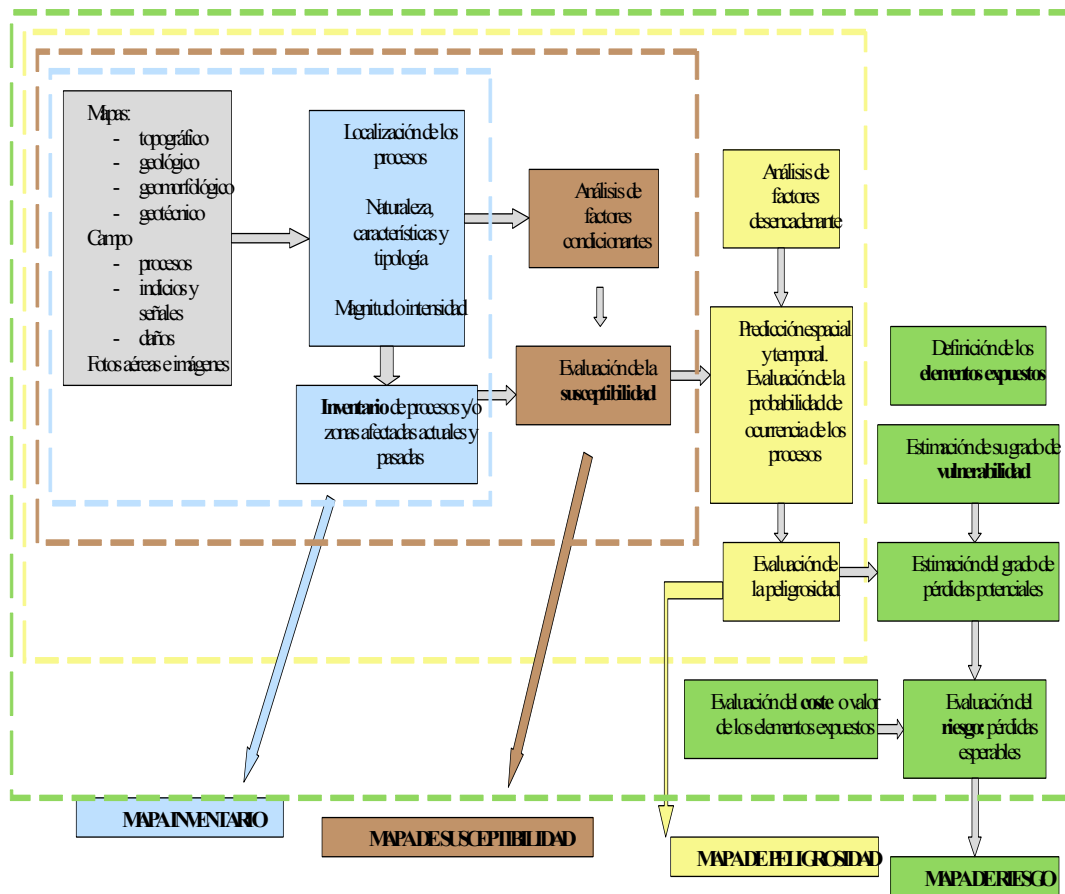 Mapas:
- topográfico
- geológico
- geomorfológico
- geotécnico
Campo
- procesos
- indicios y
señales
- daños
Fotos aéreas e imágenes
Localización de los
procesos
Naturaleza,
características y
tipología
Magnitud o intensidad
Inventario de procesos y/o
zonas afectadas actuales y
pasadas
Análisis de
factores
condicionantes
Evaluación de la
susceptibilidad
Análisis de
factores
desencadenante
Predicción espacial
y temporal.
Evaluación de la
probabilidad de
ocurrencia de los
procesos
Evaluación de
la peligrosidad
Definición de los
elementos expuestos
Estimación de su grado de
vulnerabilidad
Estimación del grado de
pérdidas potenciales
Evaluación del coste o valor
de los elementos expuestos
Evaluación del
riesgo: pérdidas
esperables
MAPA INVENTARIO
MAPA DE SUSCEPTIBILIDAD
MAPA DE PELIGROSIDAD
MAPA DE RIESGO